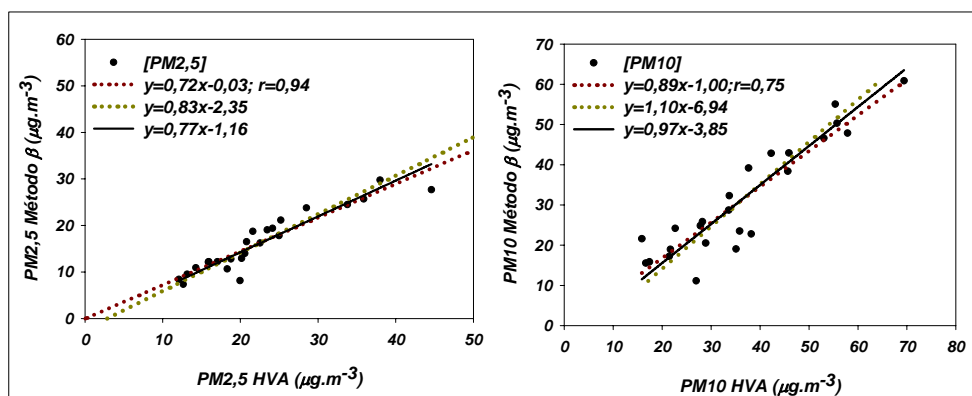 60
50
40
30
20
10
0
PM2,5 Método β (μg.m-3)
[PM2,5]
y=0,72x-0,03; r=0,94
y=0,83x-2,35
y=0,77x-1,16
0 10 20 30 40 50
PM2,5 HVA (μg.m-3)
70
60
50
40
30
20
10
0
PM10 Método β (μg.m-3)
[PM10]
y=0,89x-1,00;r=0,75
y=1,10x-6,94
y=0,97x-3,85
0 10 20 30 40 50 60 70 80
PM10 HVA (μg.m-3)